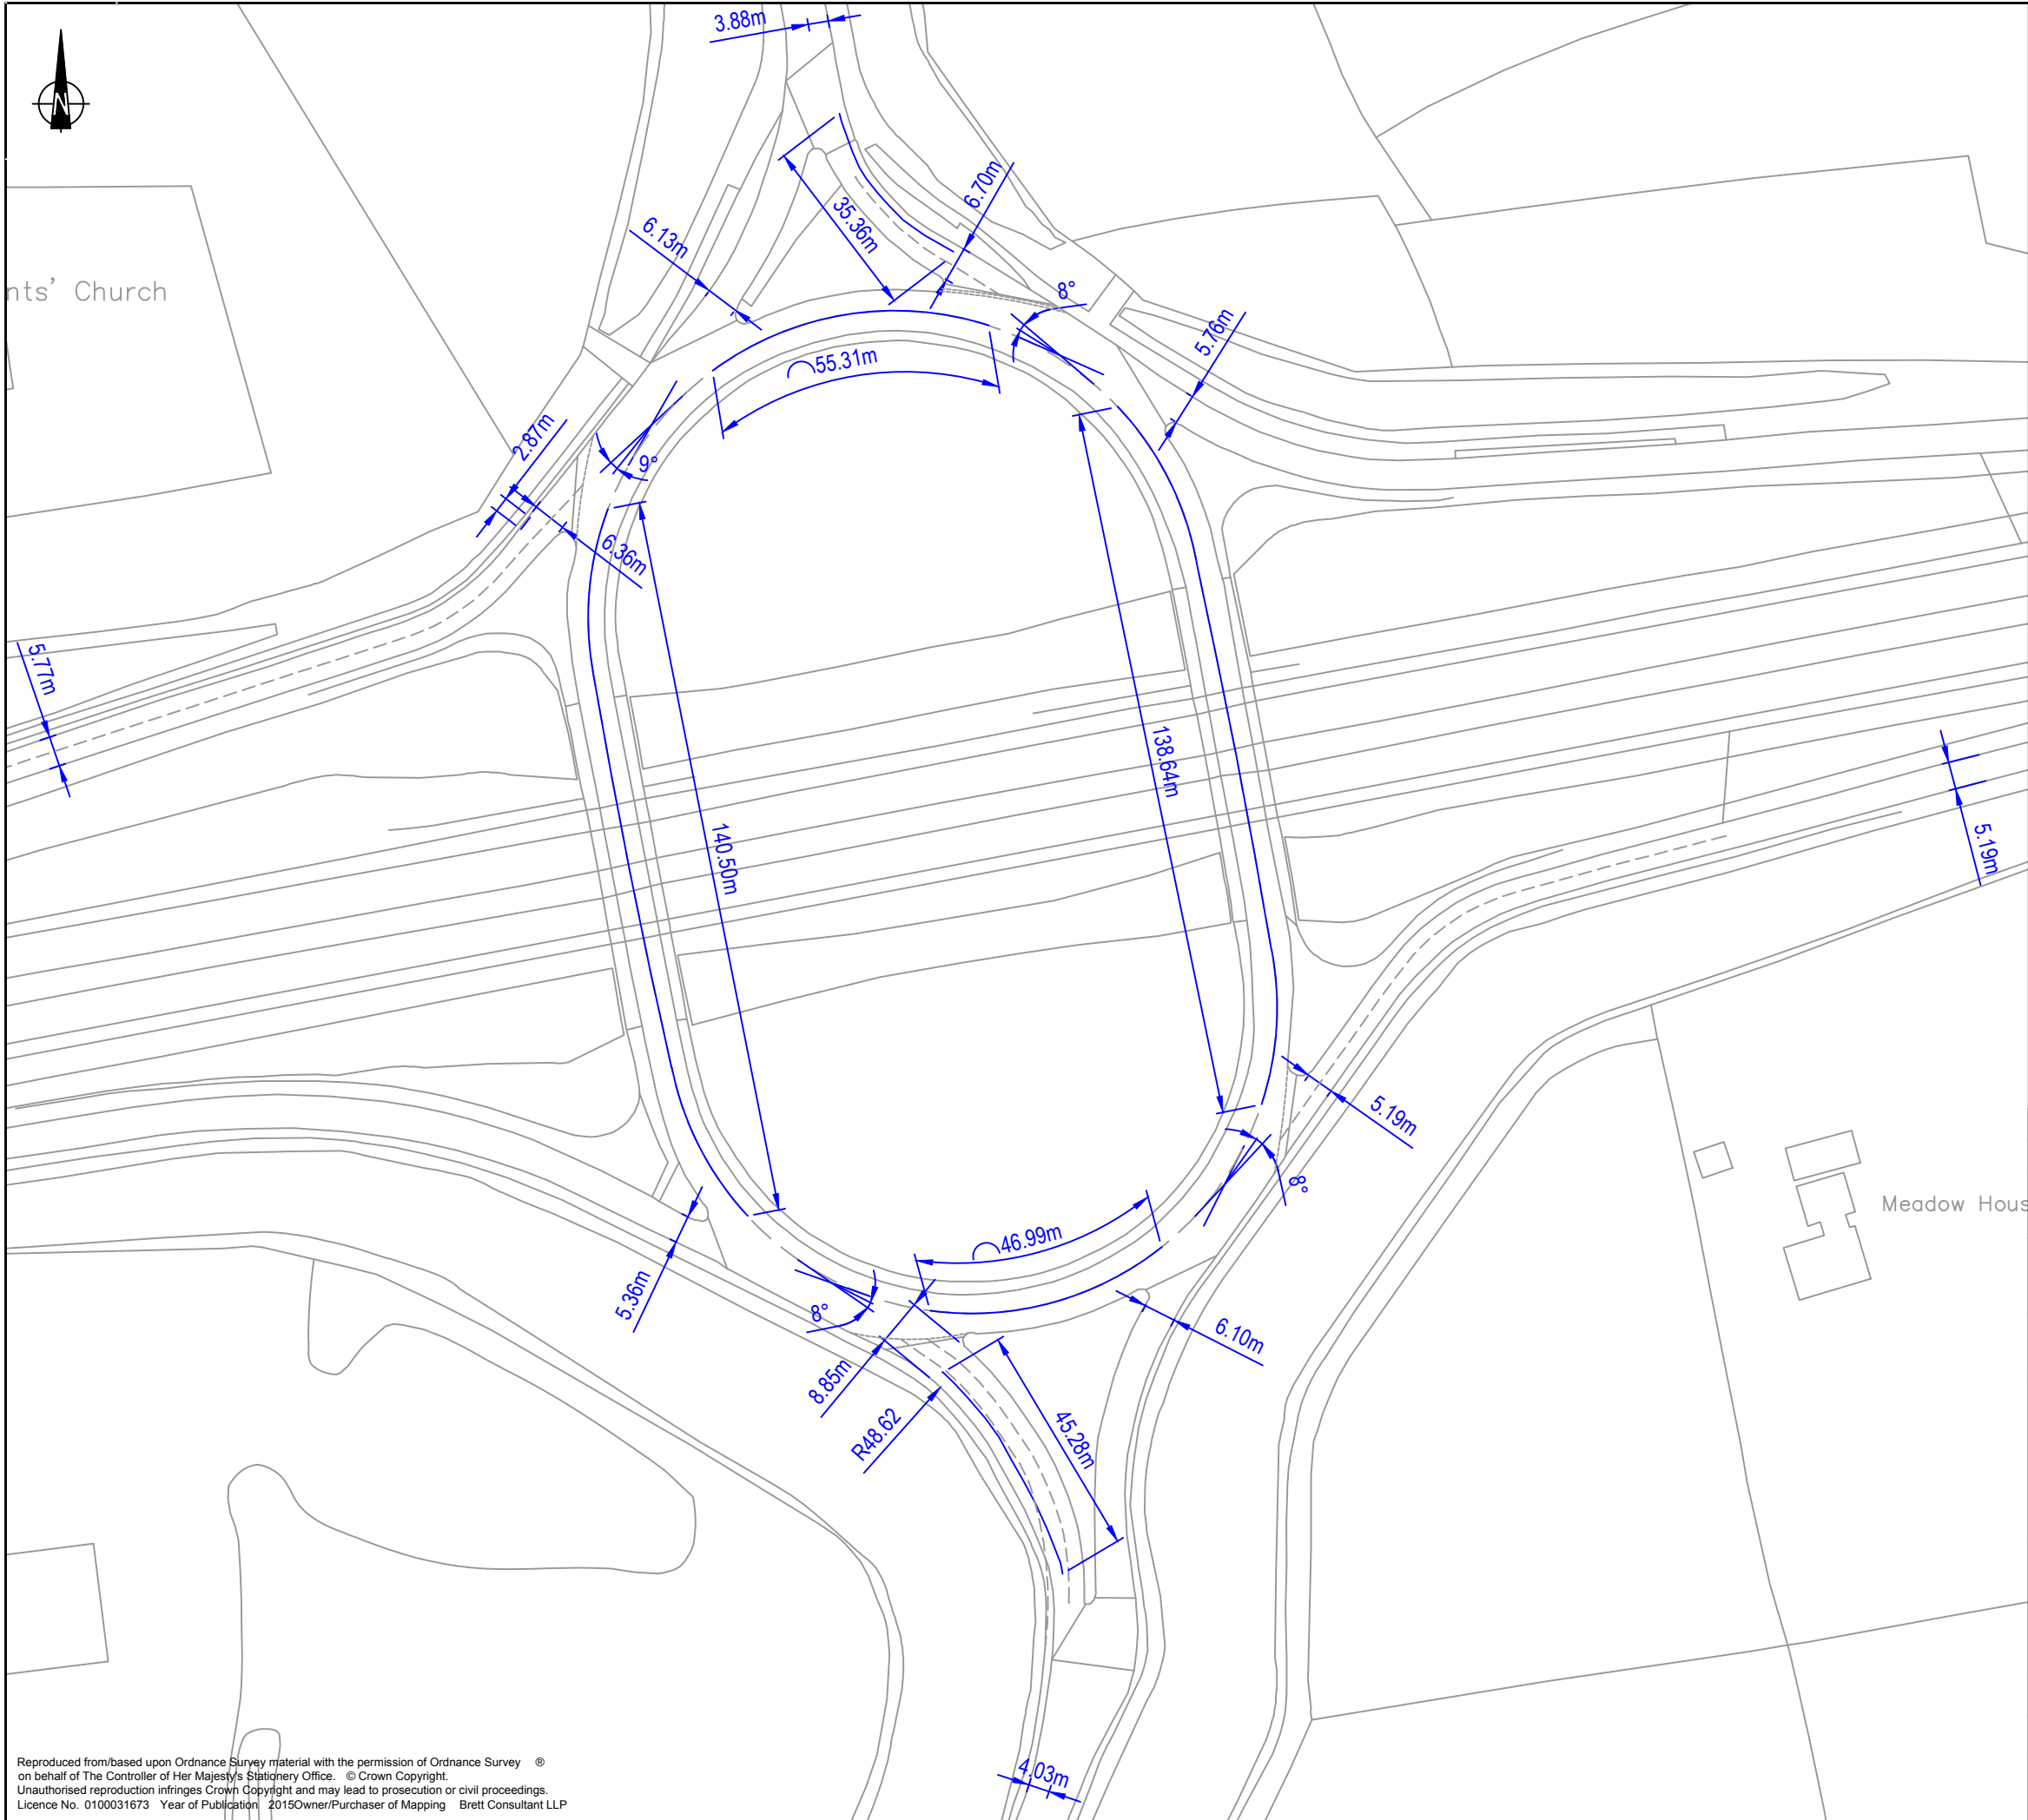 3.88m
N
6.70m
35.36m
6.13m
8°
nts' Church
5.76m
55.31m
2.87m
9°
6.36m
5.77m
138.64m
140.50m
5.19m
5.19m
8°
Meadow Hous
46.99m
5.36m
8°
6.10m
8.85m
R48.62
45.28m
4.03m
Reproduced from/based upon Ordnance Survey material with the permission of Ordnance Survey ®
on behalf of The Controller of Her Majesty's Stationery Office. © Crown Copyright.
Unauthorised reproduction infringes Crown Copyright and may lead to prosecution or civil proceedings.
Licence No. 0100031673 Year of Publication 2015Owner/Purchaser of Mapping Brett Consultant LLP